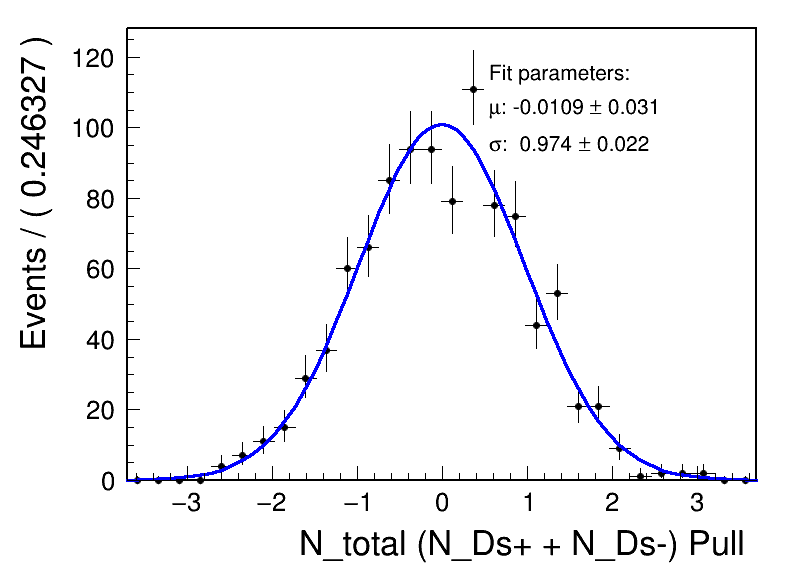 Events / ( 0.246327 )
120
100
80
60
40
20
0
Fit parameters:
μ: -0.0109 ± 0.031
σ: 0.974 ± 0.022
−3 −2 −1 0 1 2 3
N_total (N_Ds+ + N_Ds-) Pull